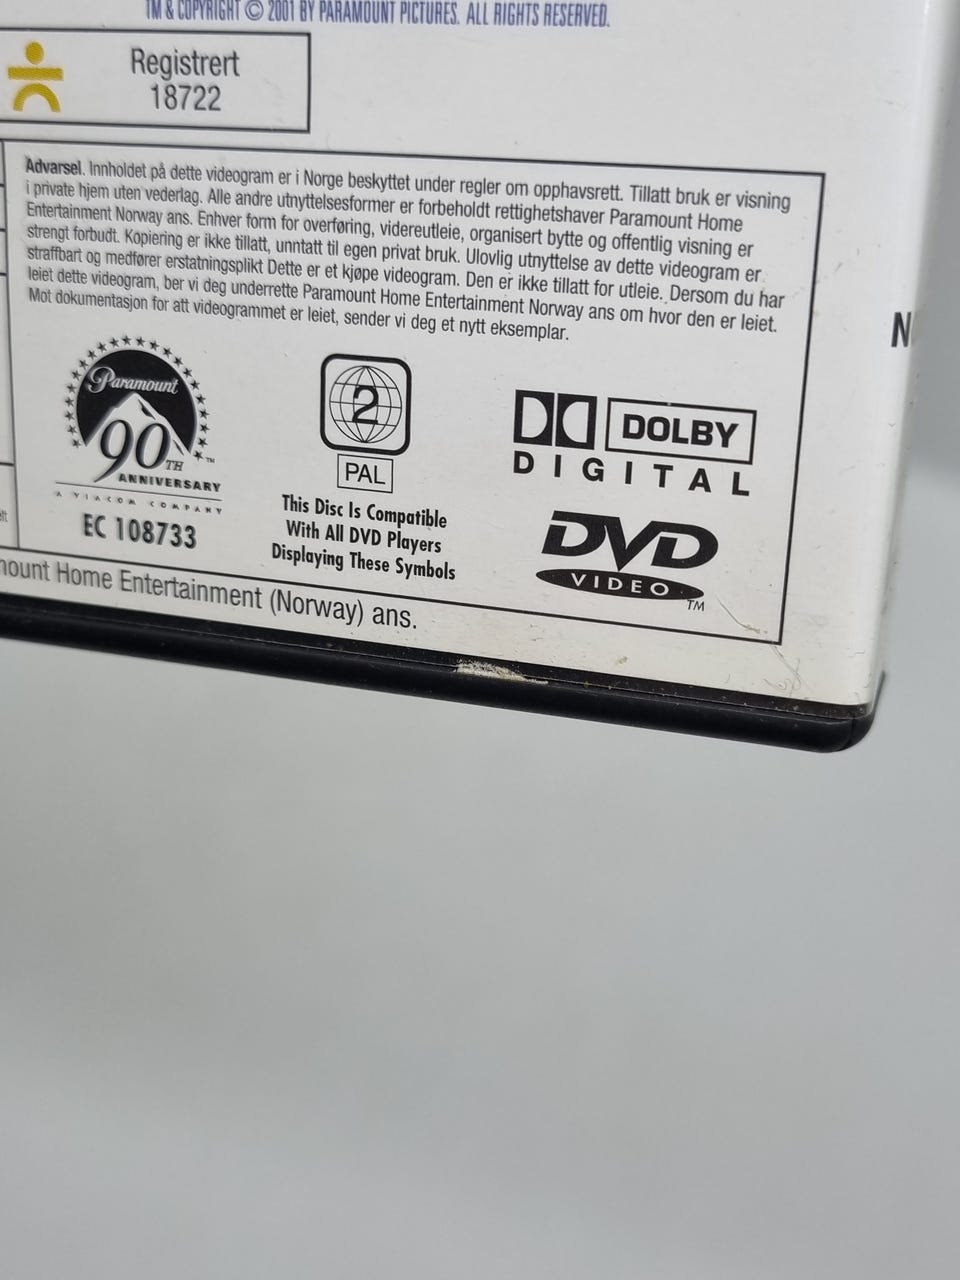 TM & COPYRIGHT © 2001 BY PARAMOUNT PICTURES. ALL RIGHTS RESERVED.
Registrert
18722
Advarsel. Innholdet på dette videogram er i Norge beskyttet under regler om opphavsrett. Tillatt bruk er visning
i private hjem uten vederlag. Alle andre utnyttelsesformer er forbeholdt rettighetshaver Paramount Home
Entertainment Norway ans. Enhver form for overføring, videreutleie, organisert bytte og offentlig visning er
strengt forbudt. Kopiering er ikke tillatt, unntatt til egen privat bruk. Ulovlig utnyttelse av dette videogram er
straffbart og medfører erstatningsplikt Dette er et kjøpe videogram. Den er ikke tillatt for utleie. Dersom du har
leiet dette videogram, ber vi deg underrette Paramount Home Entertainment Norway ans om hvor den er leiet.
Mot dokumentasjon for at videogrammet er leiet, sender vi deg et nytt eksemplar.
Paramount
90TH
TM
ANNIVERSARY
A VIACOM COMPANY
EC 108733
2
PAL
This Disc Is Compatible
With All DVD Players
Displaying These Symbols
DOLBY
DIGITAL
DVD
VIDEO
TM
mount Home Entertainment (Norway) ans.
N